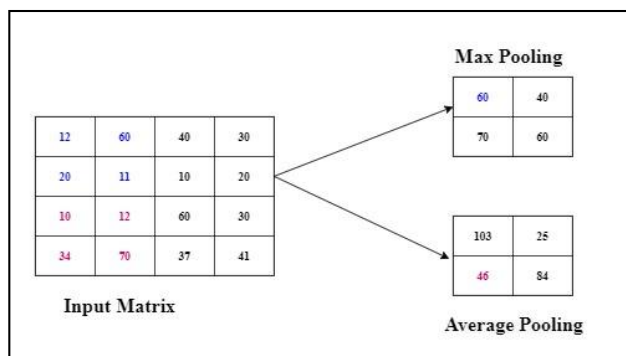 Max Pooling
60 40
70 60
12 60 40 30
20 11 10 20
10 12 60 30
34 70 37 41
Input Matrix
103 25
46 84
Average Pooling